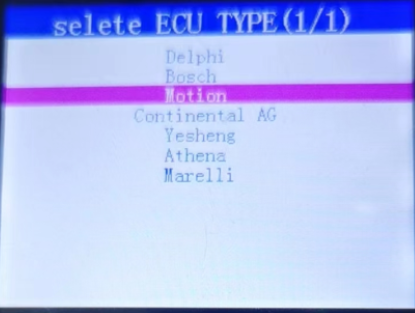 selete ECU TYPE(1/1)
Delphi
Bosch
Motion
Continental AG
Yesheng
Athena
Marelli